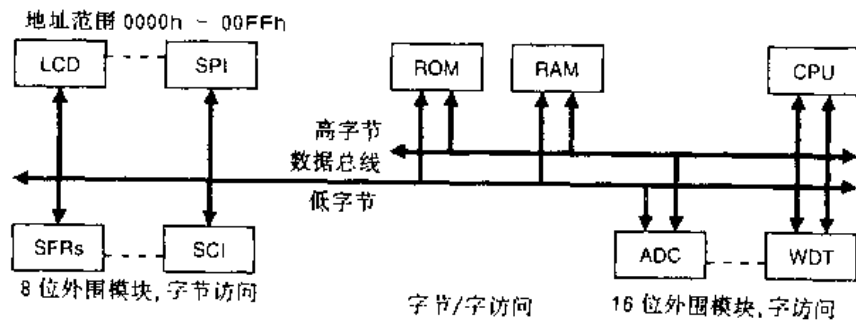 地址范围 0000h - 00FFh
LCD
SPI
ROM
RAM
CPU
高字节
数据总线
低字节
SFRs
SCI
ADC
WDT
8 位外围模块,字节访问
字节/字访问
16 位外围模块,字访问